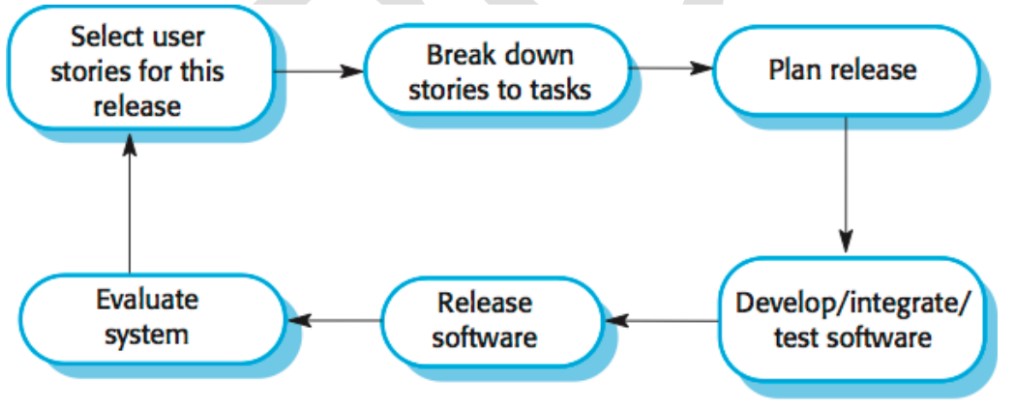 Select user
stories for this
release
Break down
stories to tasks
Plan release
Develop/integrate/
test software
Release
software
Evaluate
system